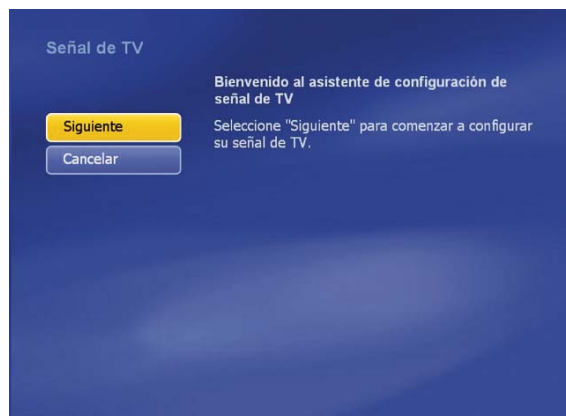 Señal de TV
Bienvenido al asistente de configuración de
señal de TV
Siguiente
Seleccione "Siguiente" para comenzar a configurar
su señal de TV.
Cancelar